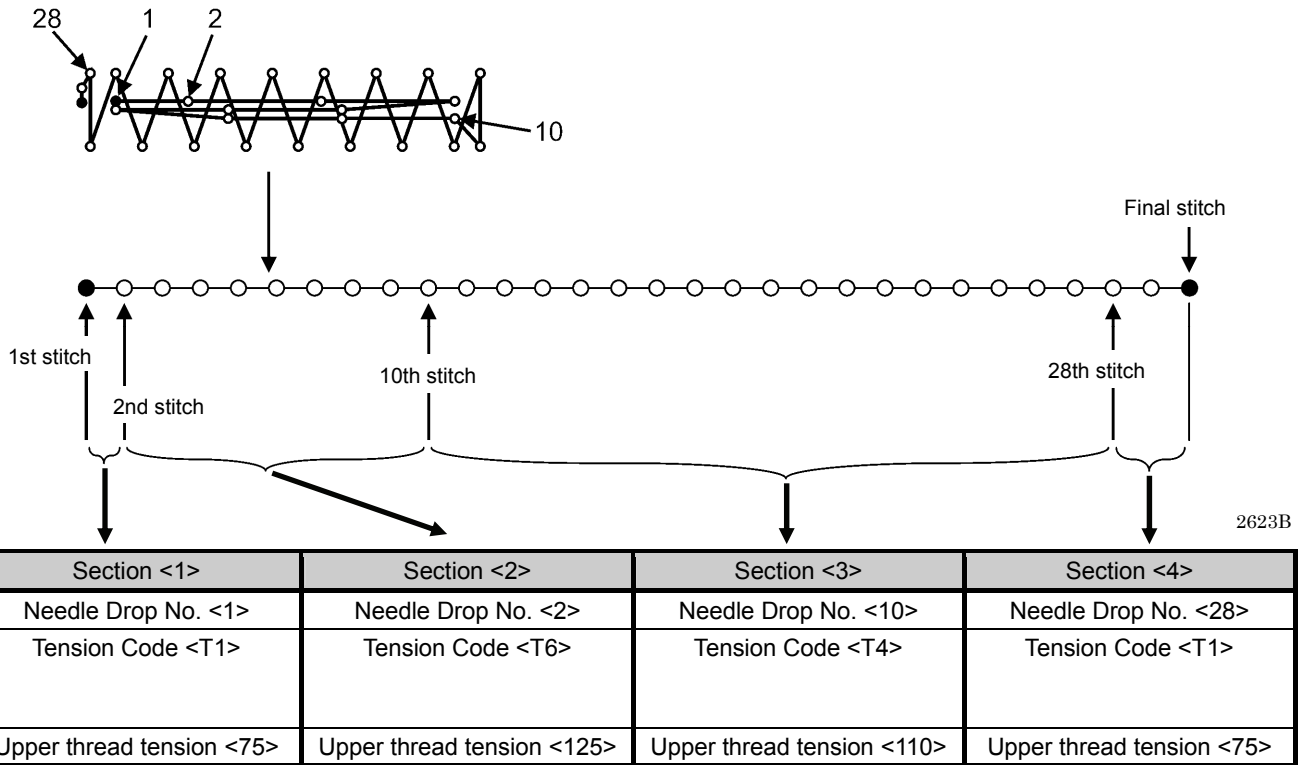 28 1 2
10
Final stitch
1st stitch
10th stitch
28th stitch
2nd stitch
2623B
Section <1> Section <2> Section <3> Section <4>
Needle Drop No. <1> Needle Drop No. <2> Needle Drop No. <10> Needle Drop No. <28>
Tension Code <T1> Tension Code <T6> Tension Code <T4> Tension Code <T1>
Upper thread tension <75> Upper thread tension <125> Upper thread tension <110> Upper thread tension <75>